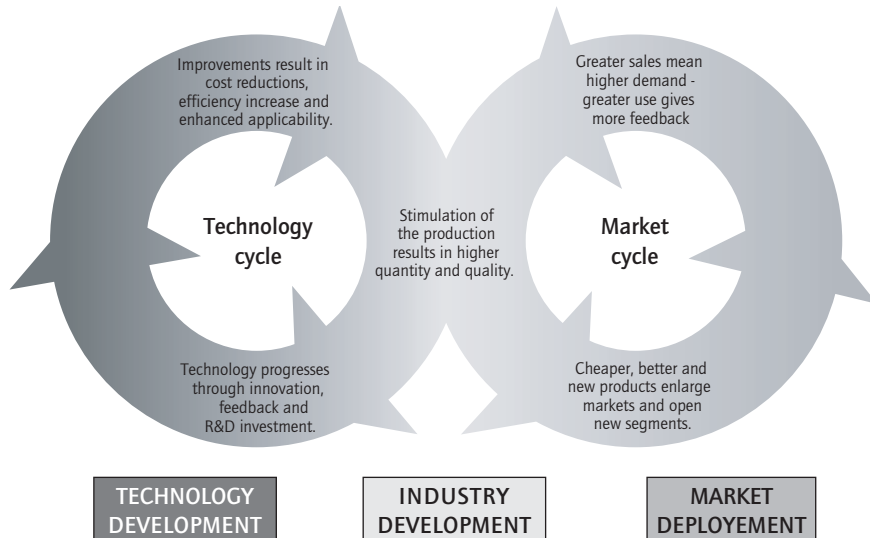 Improvements result in
cost reductions,
efficiency increase and
enhanced applicability.
Greater sales mean
higher demand -
greater use gives
more feedback
Technology
cycle
Stimulation of
the production
results in higher
quantity and quality.
Market
cycle
Technology progresses
through innovation,
feedback and
R&D investment.
Cheaper, better and
new products enlarge
markets and open
new segments.
TECHNOLOGY
DEVELOPMENT
INDUSTRY
DEVELOPMENT
MARKET
DEPLOYEMENT